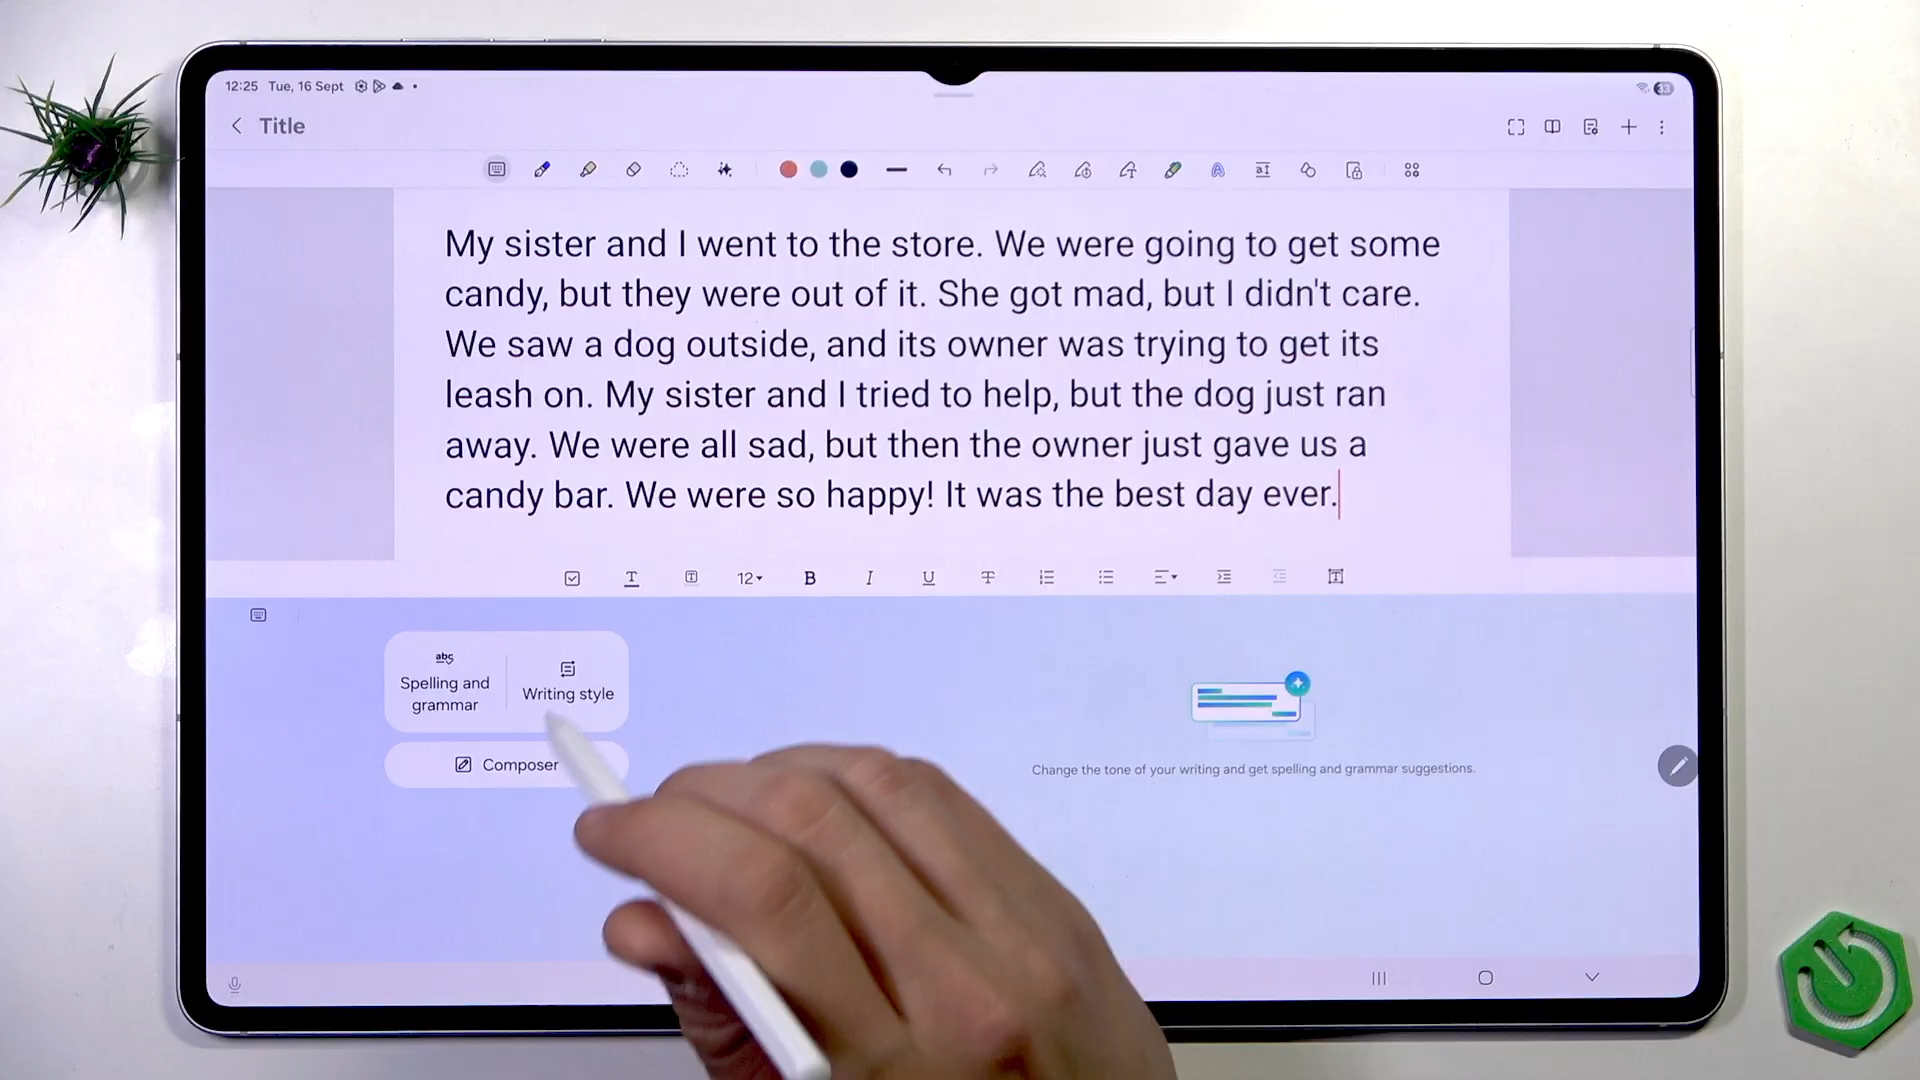 12:25 Tue, 16 Sept
33
Title
My sister and I went to the store. We were going to get some
candy, but they were out of it. She got mad, but I didn't care.
We saw a dog outside, and its owner was trying to get its
leash on. My sister and I tried to help, but the dog just ran
away. We were all sad, but then the owner just gave us a
candy bar. We were so happy! It was the best day ever.
12
B I U T
abc
Spelling and
grammar
Writing style
Composer
Change the tone of your writing and get spelling and grammar suggestions.